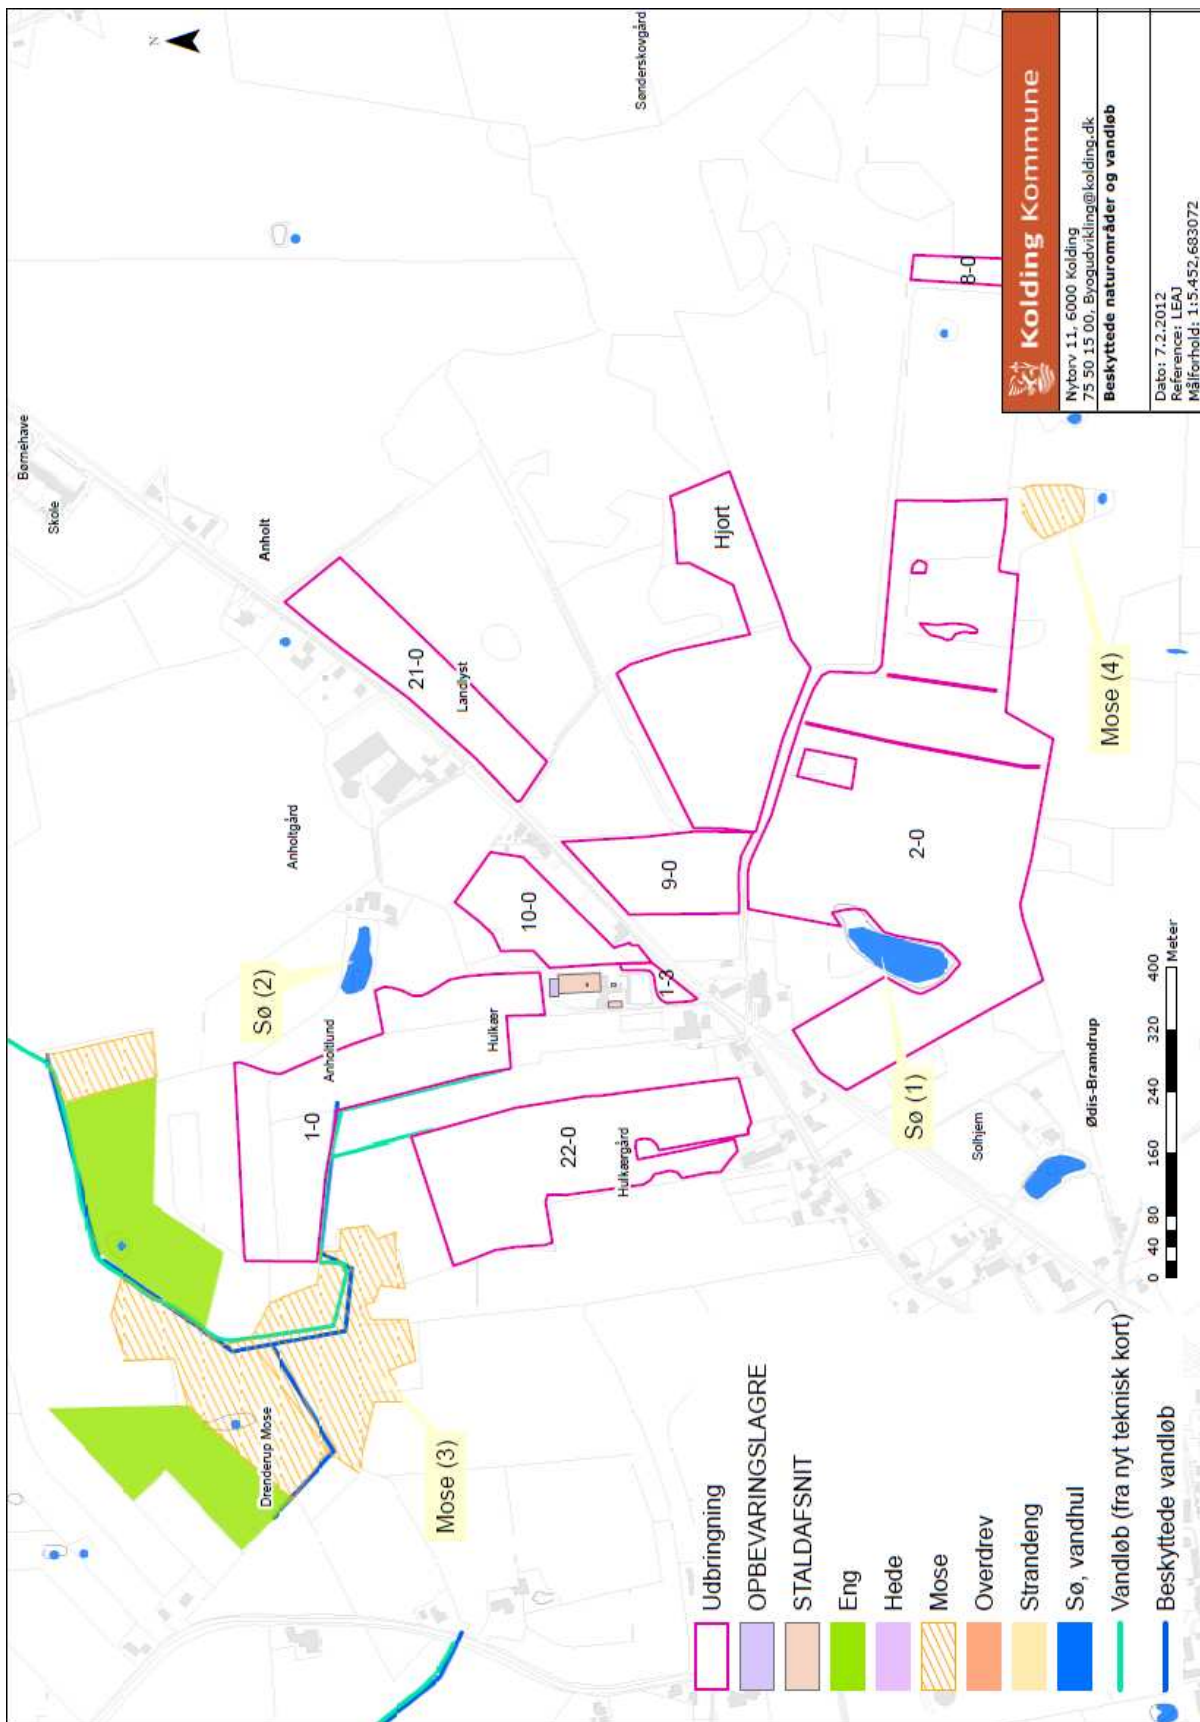 N
Sønderskovgård
Børnehave
Skole
Anholt
21-0
Landlyst
Hjort
8-0
Anholtgård
Sø (2)
10-0
9-0
2-0
Mose (4)
1-3
Anholtlund
Hulkær
1-0
22-0
Hulkærgård
Sø (1)
Solhjem
Ødis-Bramdrup
Drenderup Mose
Mose (3)
0 40 80 160 240 320 400
Meter
Udbringning
OPBEVARINGSLAGRE
STALDAFSNIT
Eng
Hede
Mose
Overdrev
Strandeng
Sø, vandhul
Vandløb (fra nyt teknisk kort)
Beskyttede vandløb
Kolding Kommune
Nytorv 11, 6000 Kolding
75 50 15 00, Byogudvikling@kolding.dk
Beskyttede naturområder og vandløb
Dato: 7.2.2012
Reference: LEAJ
Målforhold: 1:5.452,683072